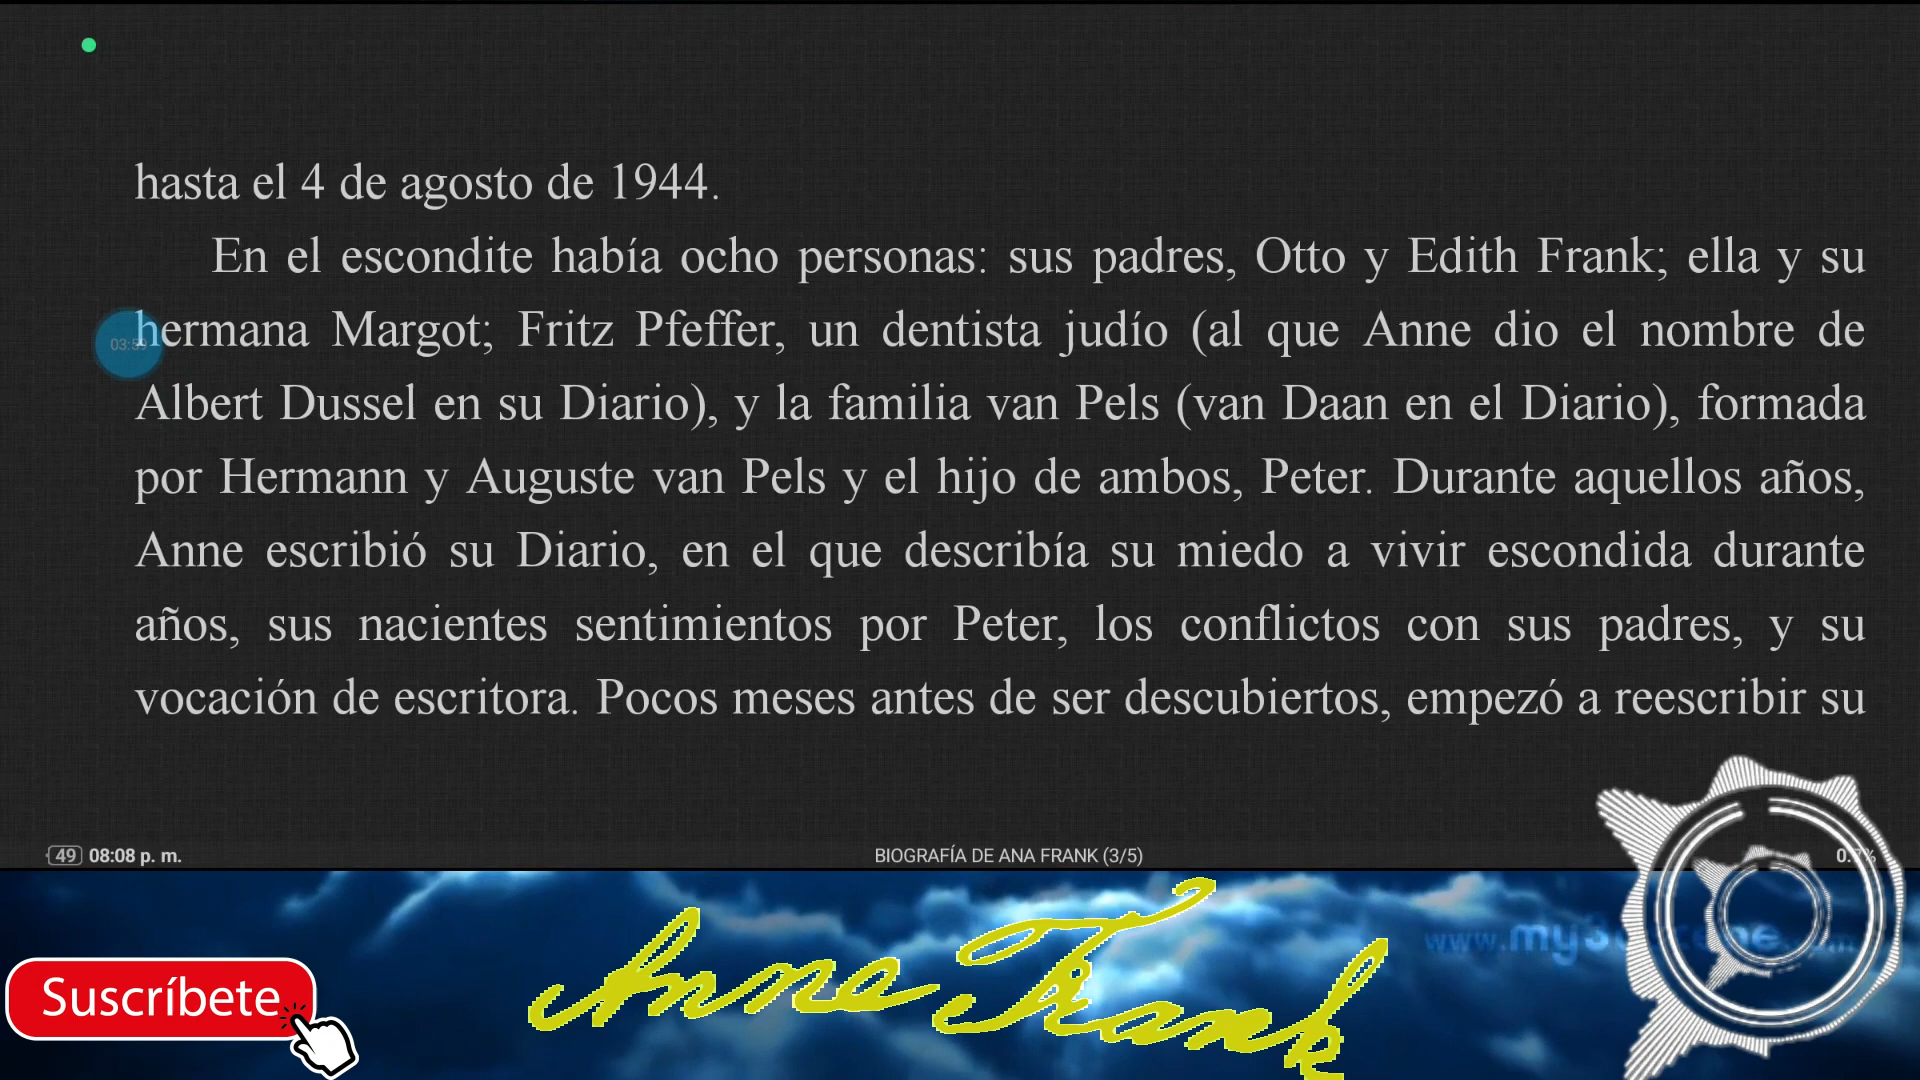 hasta el 4 de agosto de 1944.
En el escondite había ocho personas: sus padres, Otto y Edith Frank; ella y su
hermana Margot; Fritz Pfeffer, un dentista judío (al que Anne dio el nombre de
Albert Dussel en su Diario), y la familia van Pels (van Daan en el Diario), formada
por Hermann y Auguste van Pels y el hijo de ambos, Peter. Durante aquellos años,
Anne escribió su Diario, en el que describía su miedo a vivir escondida durante
años, sus nacientes sentimientos por Peter, los conflictos con sus padres, y su
vocación de escritora. Pocos meses antes de ser descubiertos, empezó a reescribir su
49 08:08 p. m.
BIOGRAFÍA DE ANA FRANK (3/5)
Suscríbete
Anne Frank